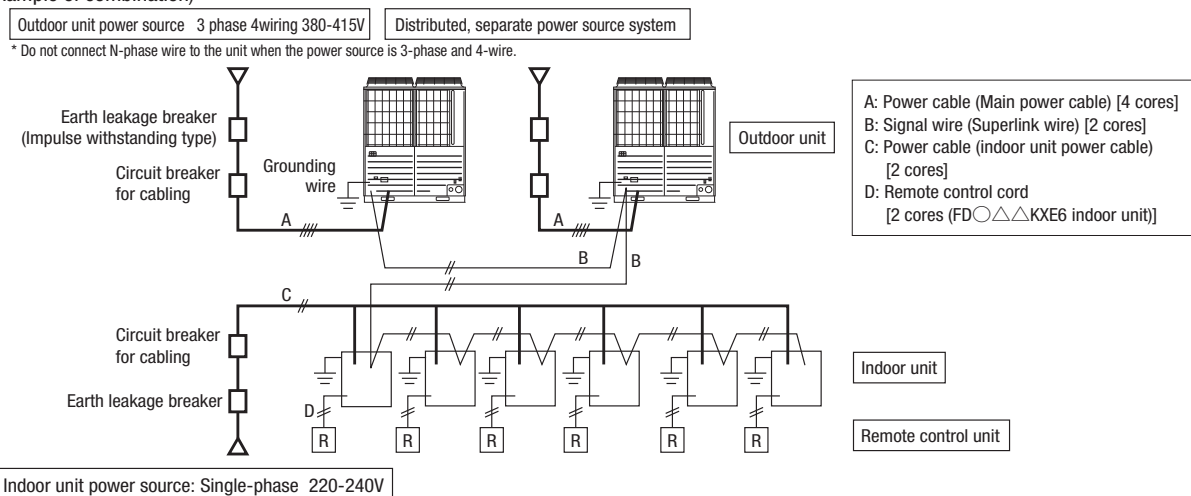 Outdoor unit power source 3 phase 4wiring 380-415V
Distributed, separate power source system
* Do not connect N-phase wire to the unit when the power source is 3-phase and 4-wire.
Earth leakage breaker
(Impulse withstanding type)
Circuit breaker
for cabling
Grounding
wire
A
A
Outdoor unit
A: Power cable (Main power cable) [4 cores]
B: Signal wire (Superlink wire) [2 cores]
C: Power cable (indoor unit power cable)
[2 cores]
D: Remote control cord
[2 cores (FD○△△KXE6 indoor unit)]
B
B
C
Circuit breaker
for cabling
Earth leakage breaker
D
R
R
R
R
R
R
Indoor unit
Remote control unit
Indoor unit power source: Single-phase 220-240V